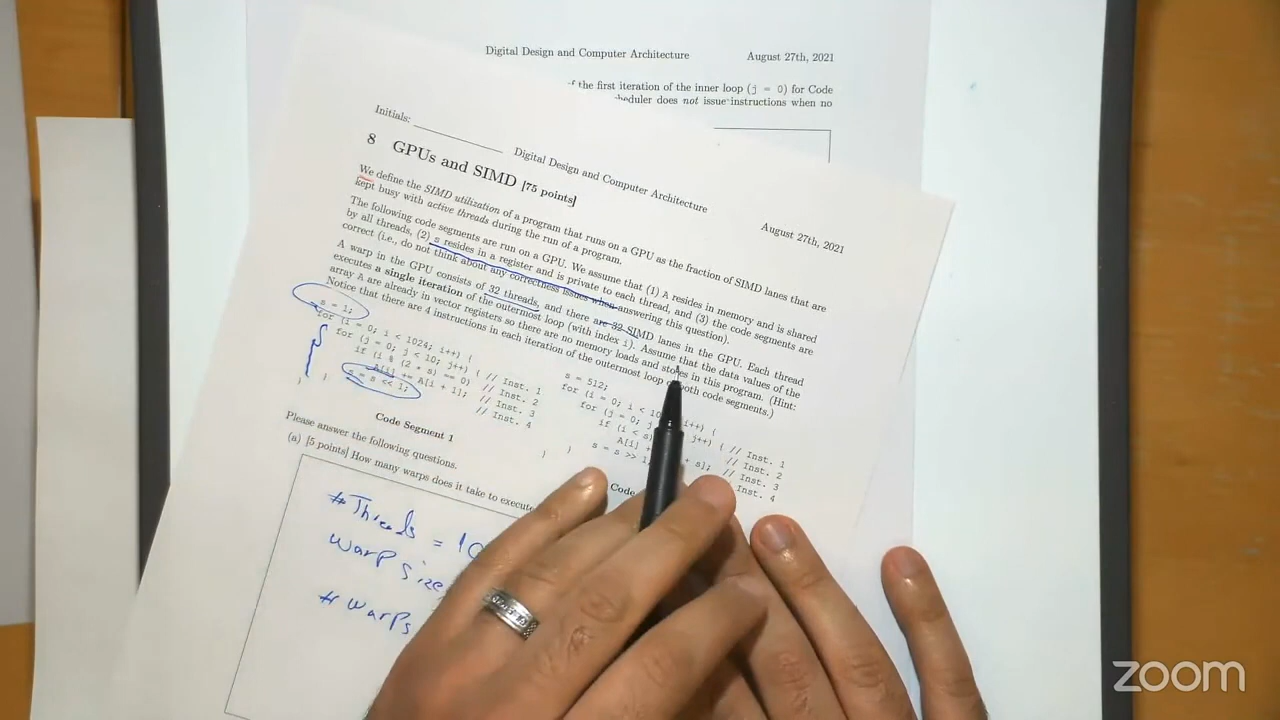 Digital Design and Computer Architecture August 27th, 2021
f the first iteration of the inner loop (j = 0) for Code
heduler does not issue instructions when no
Initials:
Digital Design and Computer Architecture
August 27th, 2021
8 GPUs and SIMD [75 points]
We define the SIMD utilization of a program that runs on a GPU as the fraction of SIMD lanes that are
kept busy with active threads during the run of a program.
The following code segments are run on a GPU. We assume that (1) A resides in memory and is shared
by all threads, (2) s resides in a register and is private to each thread, and (3) the code segments are
correct (i.e., do not think about any correctness issues when answering this question).
A warp in the GPU consists of 32 threads, and there are 32 SIMD lanes in the GPU. Each thread
executes a single iteration of the outermost loop (with index i). Assume that the data values of the
array A are already in vector registers so there are no memory loads and stores in this program. (Hint:
Notice that there are 4 instructions in each iteration of the outermost loop both code segments.)
s = 1;
for (i = 0; i < 1024; i++) {
for (j = 0; j < 10; j++) { // Inst. 1
if (i % (2 * s) == 0) // Inst. 2
A[i] += A[i + 1]; // Inst. 3
s = s << 1; // Inst. 4
}
}
Code Segment 1
s = 512;
for (i = 0; i < 10 i++) {
for (j = 0; j j++) { // Inst. 1
if (i < s) // Inst. 2
A[i] + + s]; // Inst. 3
s = s >> 1; Inst. 4
}
}
Code
Please answer the following questions.
(a) [5 points] How many warps does it take to execute
# Threads = 10
warp size
# warps
zoom